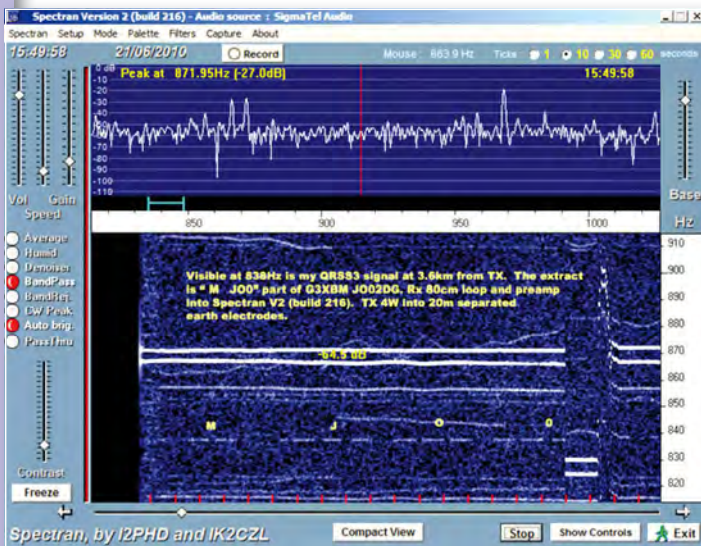 Spectran Version 2 (build 216) - Audio source : SigmaTel Audio
Spectran Setup Mode Palette Filters Capture About
15:49:58 21/06/2010 Record Mouse 663.9 Hz Ticks 1 10 30 60 seconds
0 dB
Peak at 871.95Hz (-27.0dB) 15:49:58
-10
-20
-30
-40
-50
-60
-70
-80
-90
-100
-110
Vol Gain
Speed
Base
850 900 950 1000 Hz
Average
Humid
Denoiser
BandPass
BandRej.
CW Peak
Auto brig.
PassThru
Visible at 838Hz is my QRSS3 signal at 3.6km from TX. The extract
is "M JO0" part of G3XBM JO02DG. Rx 80cm loop and preamp
into Spectran V2 (build 216). TX 4W into 20m separated
earth electrodes.
-64.5 dB
M J O 0
910
900
890
880
870
860
850
840
830
820
Contrast
Freeze
Spectran, by I2PHD and IK2CZL
Compact View Stop Show Controls Exit